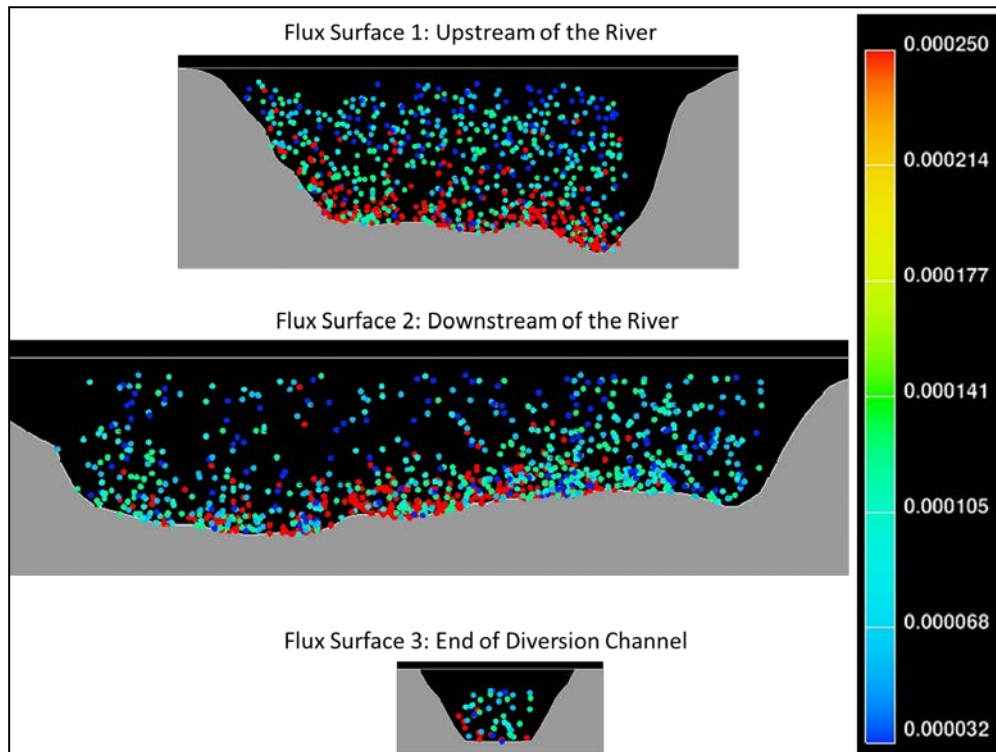 Flux Surface 1: Upstream of the River
0.000250
0.000214
0.000177
Flux Surface 2: Downstream of the River
0.000141
0.000105
0.000068
Flux Surface 3: End of Diversion Channel
0.000032